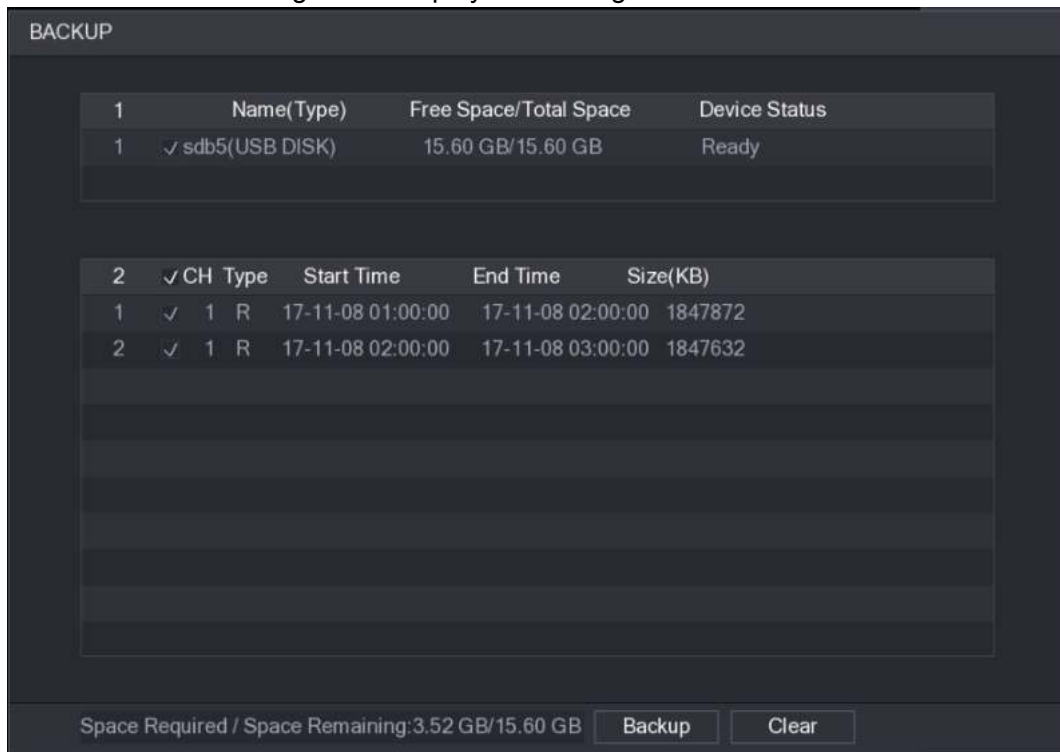 BACKUP
1 Name(Type) Free Space/Total Space Device Status
1 sdb5(USB DISK) 15.60 GB/15.60 GB Ready
2 CH Type Start Time End Time Size(KB)
1 1 R 17-11-08 01:00:00 17-11-08 02:00:00 1847872
2 1 R 17-11-08 02:00:00 17-11-08 03:00:00 1847632
Space Required / Space Remaining:3.52 GB/15.60 GB Backup Clear